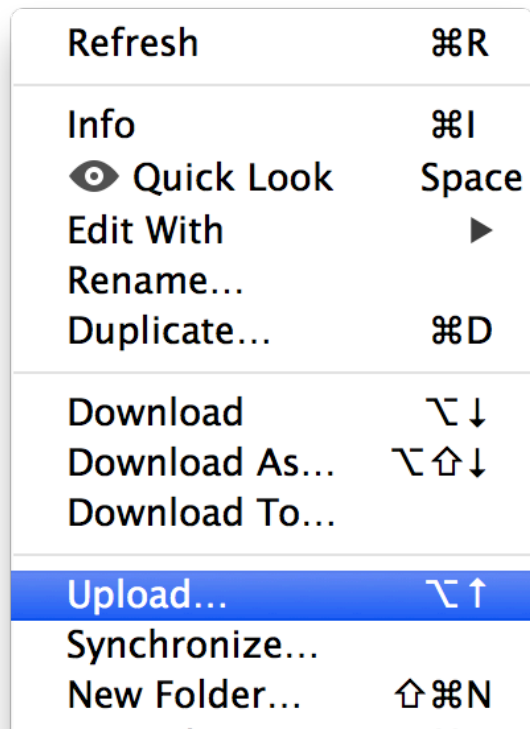 Refresh ⌘R
Info ⌘I
Quick Look Space
Edit With ▶
Rename...
Duplicate... ⌘D
Download ⌥↓
Download As... ⌥⇧↓
Download To...
Upload... ⌥↑
Synchronize...
New Folder... ⇧⌘N